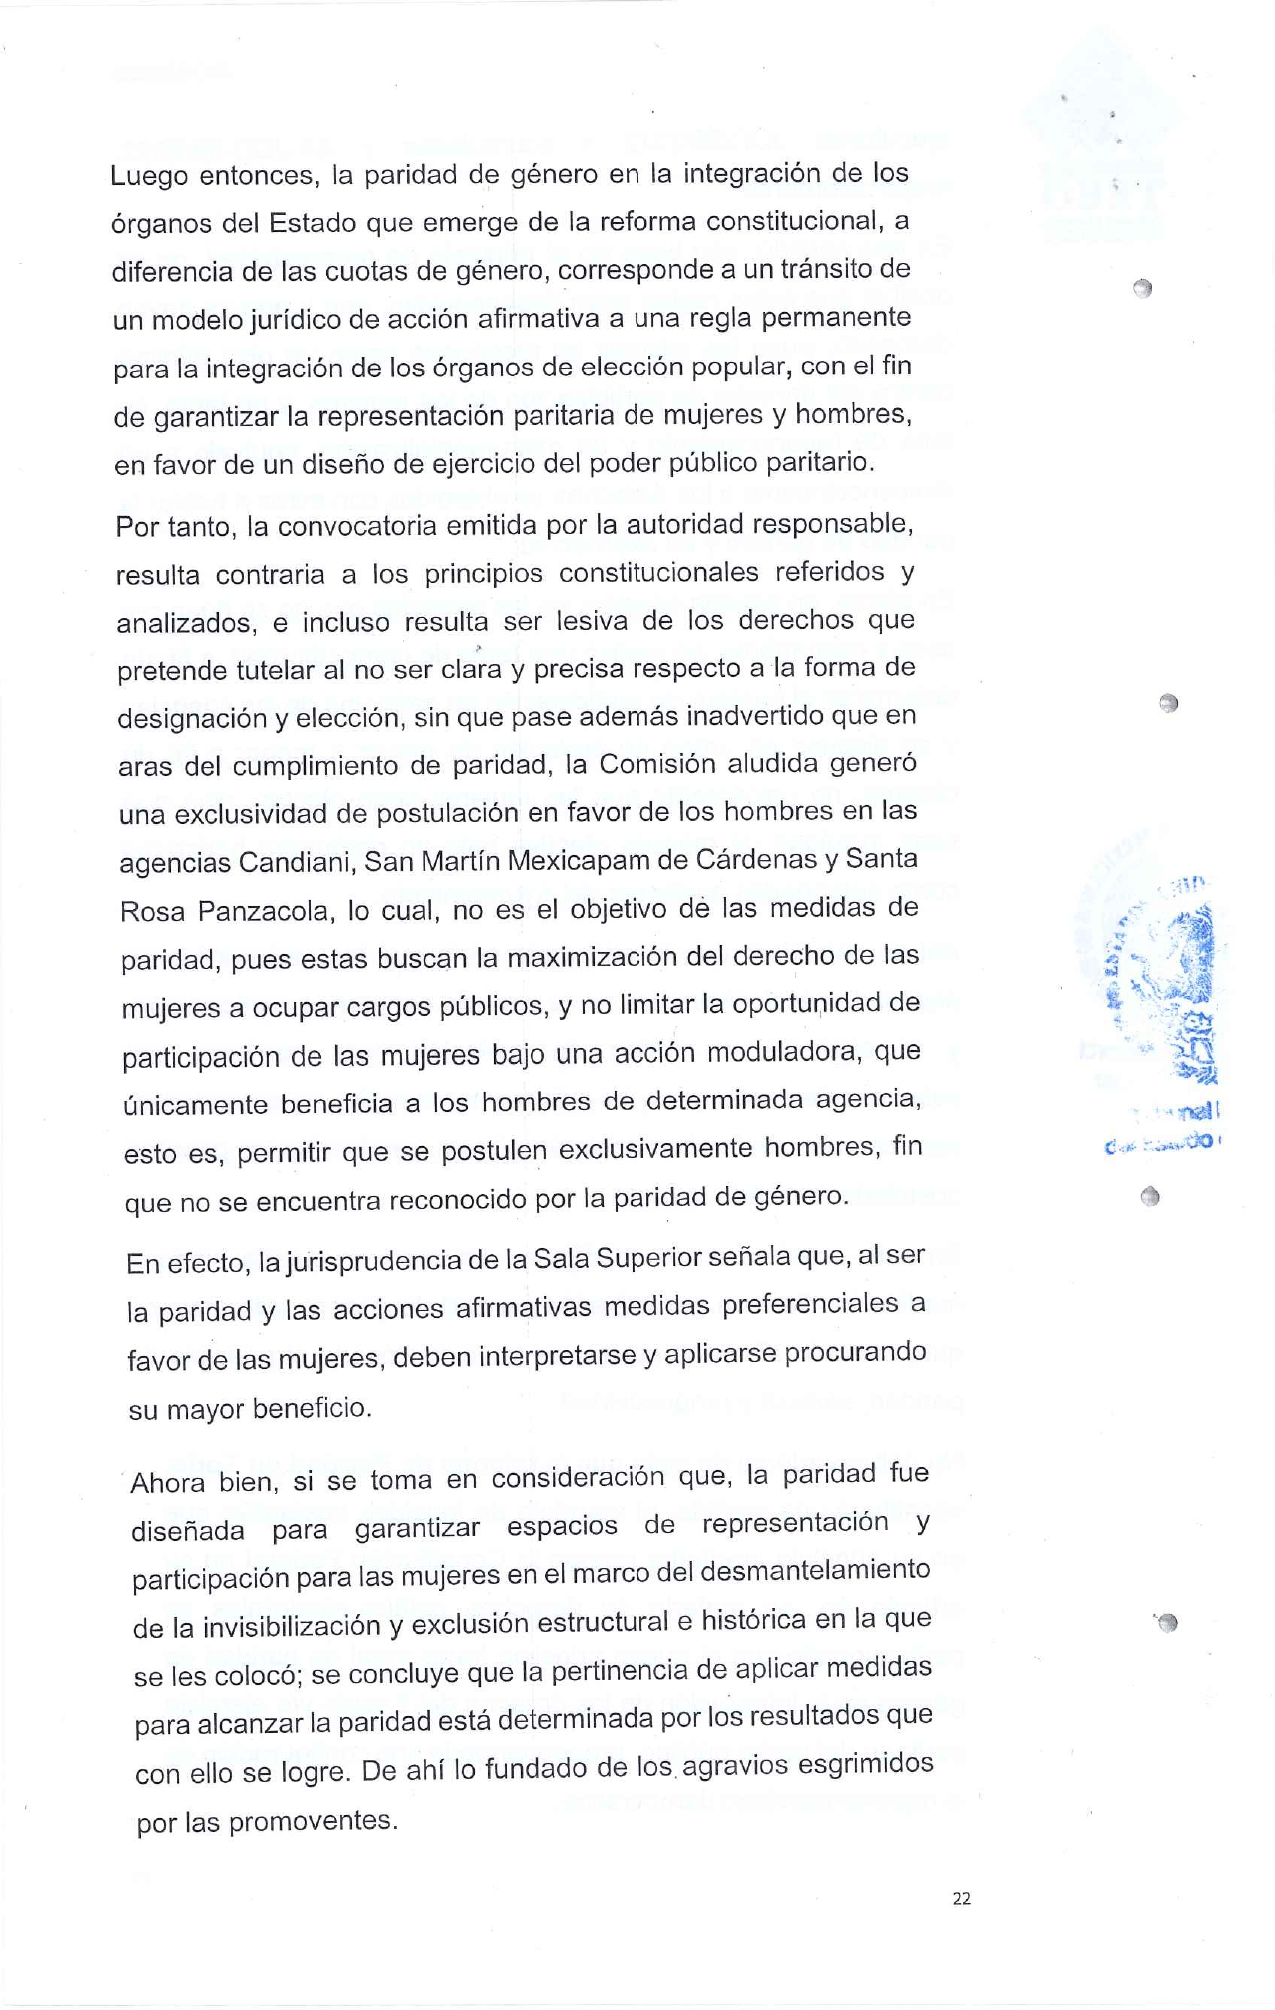 Luego entonces, la paridad de género en la integración de los
órganos del Estado que emerge de la reforma constitucional, a
diferencia de las cuotas de género, corresponde a un tránsito de
un modelo jurídico de acción afirmativa a una regla permanente
para la integración de los órganos de elección popular, con el fin
de garantizar la representación paritaria de mujeres y hombres,
en favor de un diseño de ejercicio del poder público paritario.
Por tanto, la convocatoria emitida por la autoridad responsable,
resulta contraria a los principios constitucionales referidos y
analizados, e incluso resulta ser lesiva de los derechos que
pretende tutelar al no ser clara y precisa respecto a la forma de
designación y elección, sin que pase además inadvertido que en
aras del cumplimiento de paridad, la Comisión aludida generó
una exclusividad de postulación en favor de los hombres en las
agencias Candiani, San Martín Mexicapam de Cárdenas y Santa
Rosa Panzacola, lo cual, no es el objetivo de las medidas de
paridad, pues estas buscan la maximización del derecho de las
mujeres a ocupar cargos públicos, y no limitar la oportunidad de
participación de las mujeres bajo una acción moduladora, que
únicamente beneficia a los hombres de determinada agencia,
esto es, permitir que se postulen exclusivamente hombres, fin
que no se encuentra reconocido por la paridad de género.
En efecto, la jurisprudencia de la Sala Superior señala que, al ser
la paridad y las acciones afirmativas medidas preferenciales a
favor de las mujeres, deben interpretarse y aplicarse procurando
su mayor beneficio.
Ahora bien, si se toma en consideración que, la paridad fue
diseñada para garantizar espacios de representación y
participación para las mujeres en el marco del desmantelamiento
de la invisibilización y exclusión estructural e histórica en la que
se les colocó; se concluye que la pertinencia de aplicar medidas
para alcanzar la paridad está determinada por los resultados que
con ello se logre. De ahí lo fundado de los agravios esgrimidos
por las promoventes.
22